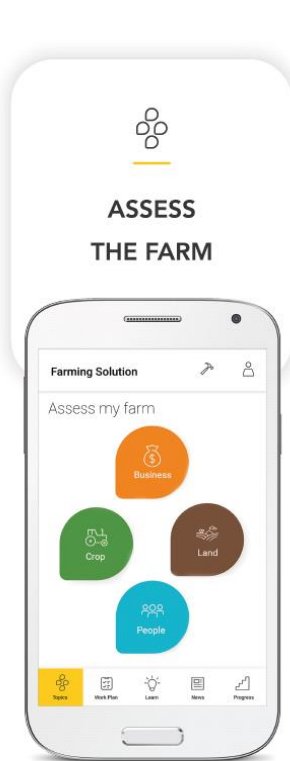 ASSESS
THE FARM
Farming Solution
Assess my farm
Business
Crop
Land
People
Topics
Work Plan
Learn
News
Progress